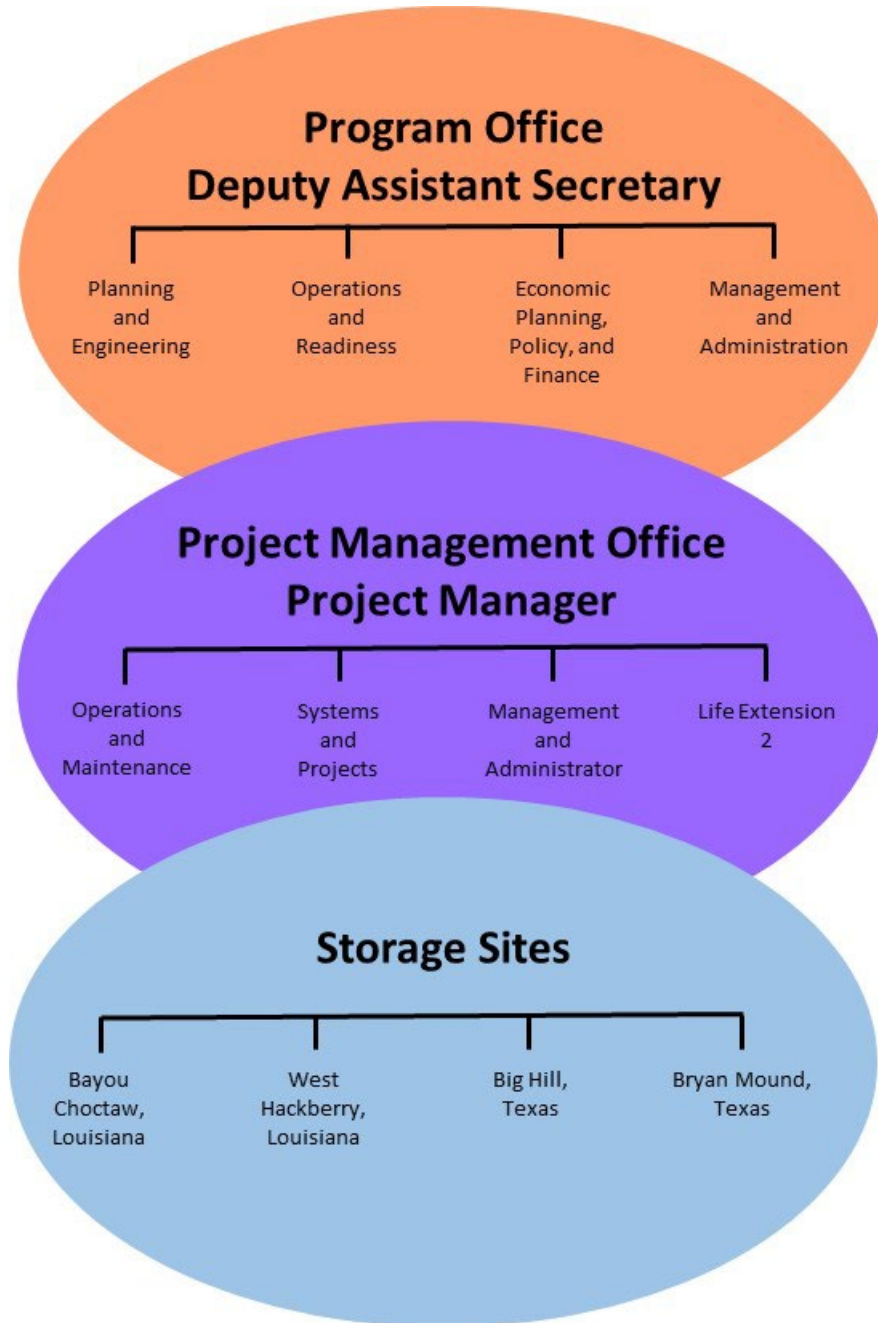 Program Office
Deputy Assistant Secretary
Planning
and
Engineering
Operations
and
Readiness
Economic
Planning,
Policy, and
Finance
Management
and
Administration
Project Management Office
Project Manager
Operations
and
Maintenance
Systems
and
Projects
Management
and
Administrator
Life Extension
2
Storage Sites
Bayou
Choctaw,
Louisiana
West
Hackberry,
Louisiana
Big Hill,
Texas
Bryan Mound,
Texas